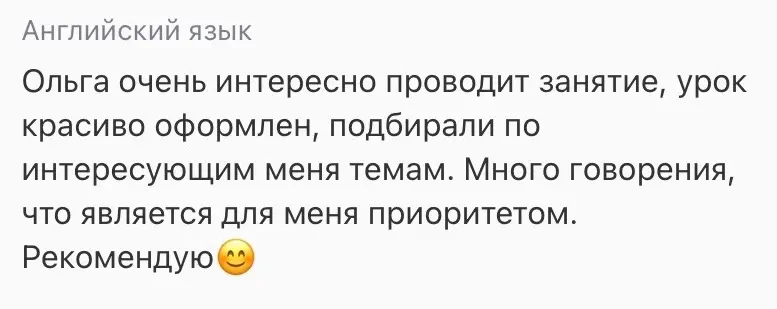 Английский язык
Ольга очень интересно проводит занятие, урок
красиво оформлен, подбирали по
интересующим меня темам. Много говорения,
что является для меня приоритетом.
Рекомендую😊